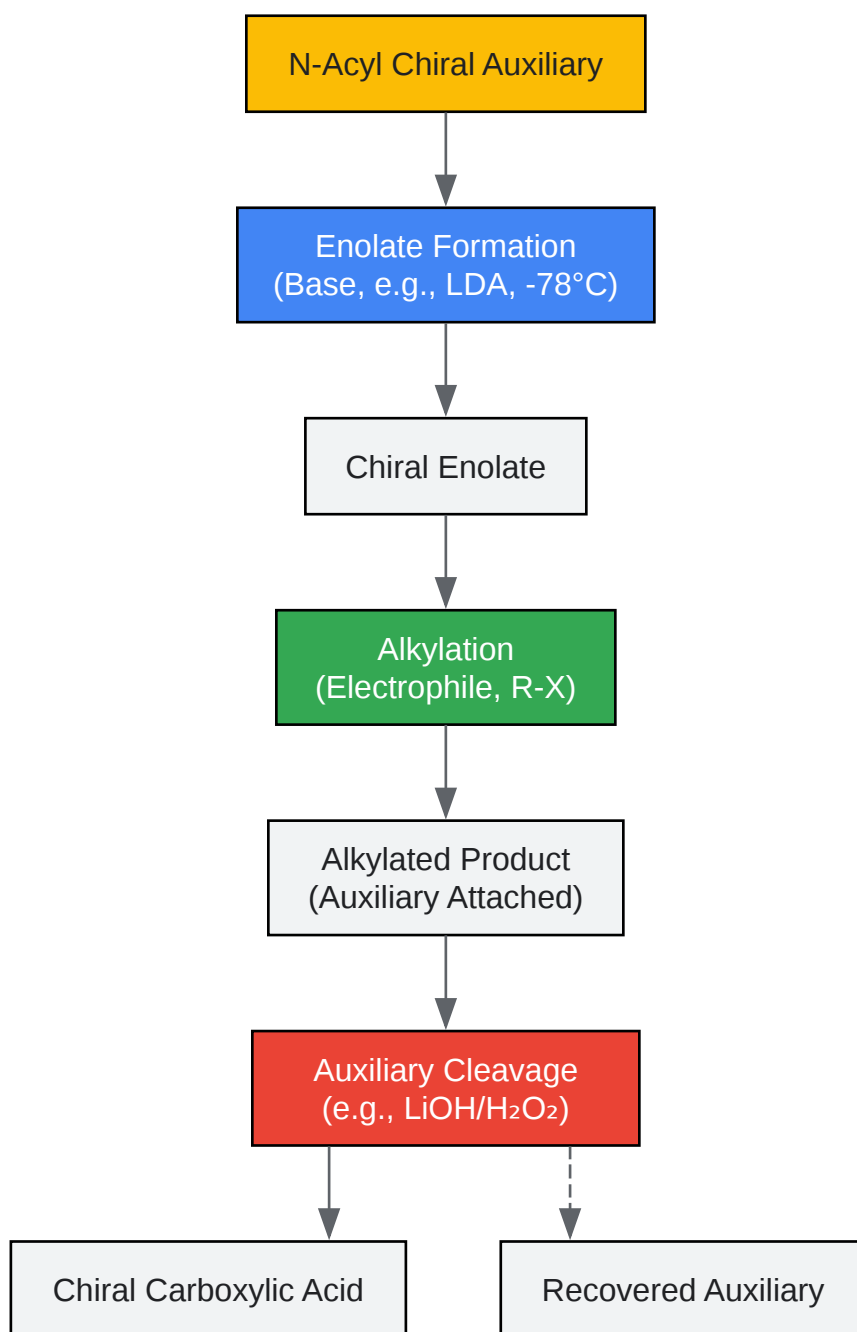 N-Acyl Chiral Auxiliary
Enolate Formation
(Base, e.g., LDA, -78°C)
Chiral Enolate
Alkylation
(Electrophile, R-X)
Alkylated Product
(Auxiliary Attached)
Auxiliary Cleavage
(e.g., LiOH/H₂O₂)
Chiral Carboxylic Acid
Recovered Auxiliary